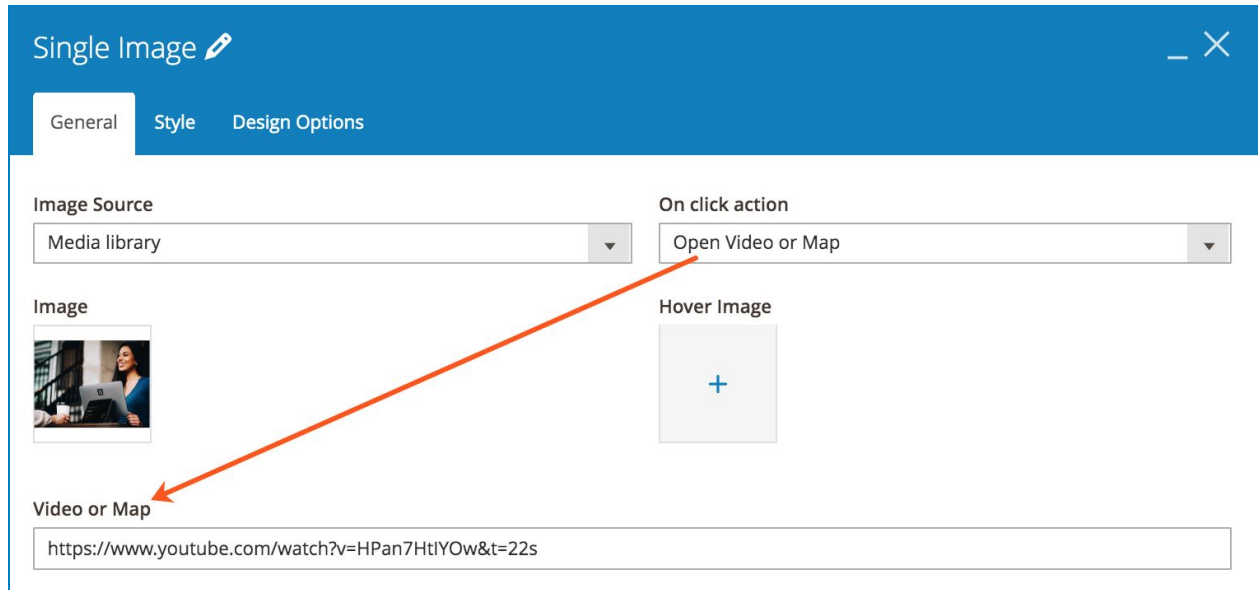 Single Image
General Style Design Options
Image Source
Media library
On click action
Open Video or Map
Image
Hover Image
Video or Map
https://www.youtube.com/watch?v=HPan7HtIYOw&t=22s